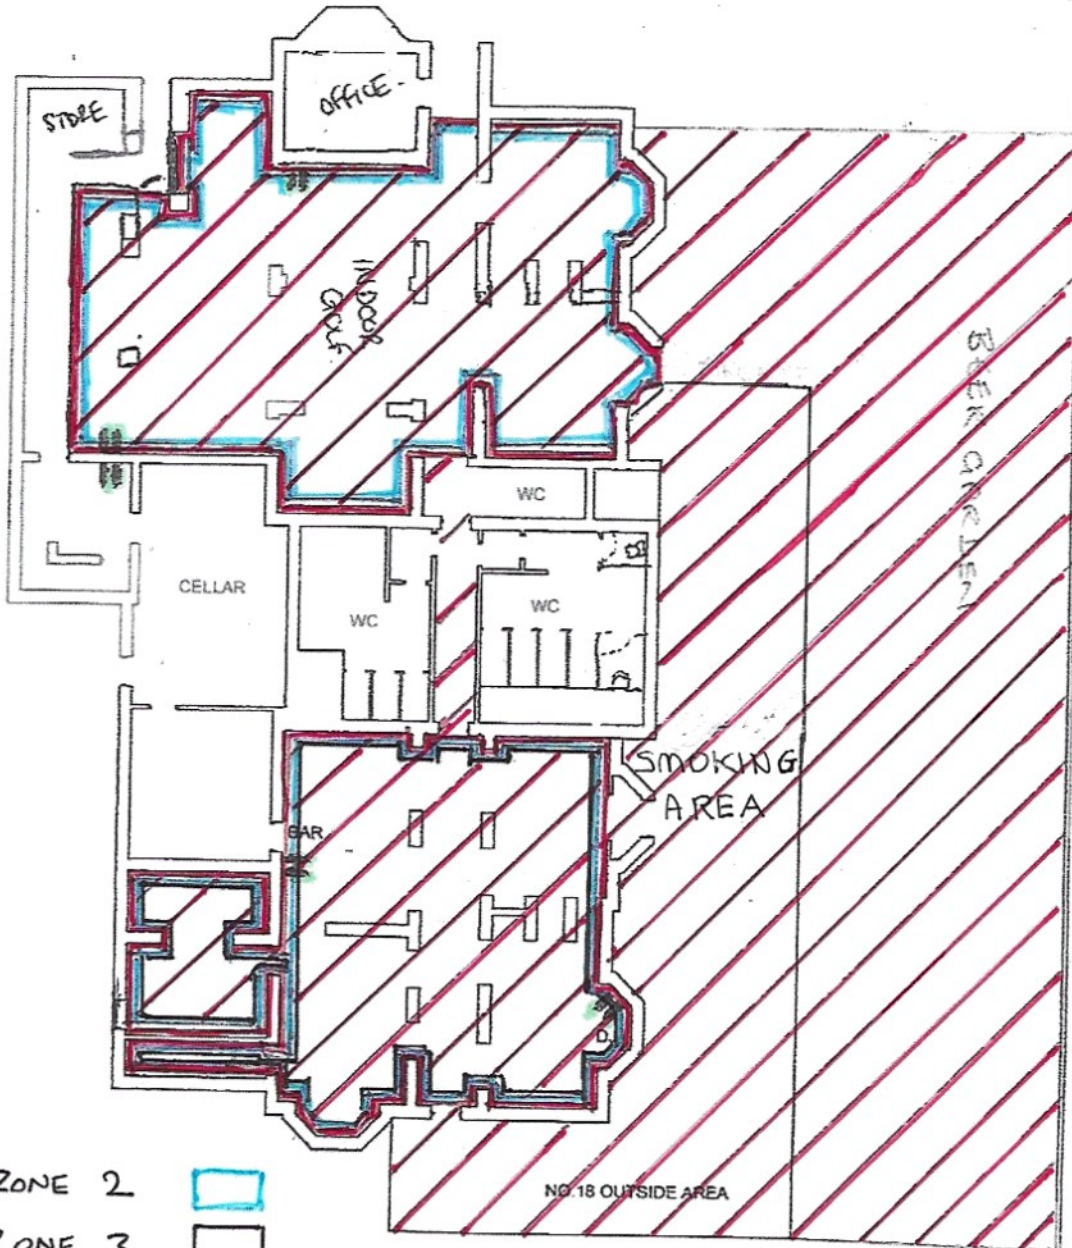 OFFICE
STORE
INDOOR
GOLF
BEER GARDEN
WC
WC
WC
CELLAR
SMOKING
AREA
BAR
NO.18 OUTSIDE AREA
ZONE 2
ZONE 3